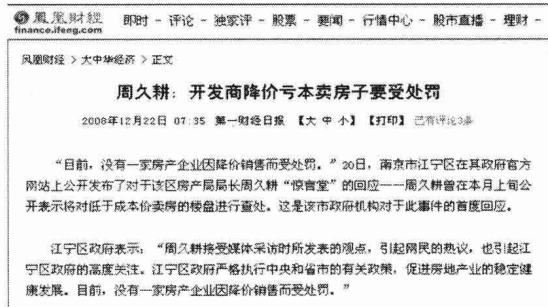 凤凰财经 即时 - 评论 - 独家评 - 股票 - 要闻 - 行情中心 - 股市直播 - 理财 -
finance.ifeng.com
凤凰财经 > 大中华经济 > 正文
周久耕：开发商降价亏本卖房子要受处罚
2008年12月22日 07:35 第一财经日报 【大 中 小】 【打印】 已有评论3条
“目前，没有一家房产企业因降价销售而受处罚。”20日，南京市江宁区在其政府官方
网站上公开发布了对于该区房产局局长周久耕“惊官堂”的回应——周久耕曾在本月上旬公
开表示将对低于成本价卖房的楼盘进行查处。这是该市政府机构对于此事件的首度回应。
江宁区政府表示：“周久耕接受媒体采访时所发表的观点，引起网民的热议，也引起江
宁区政府的高度关注。江宁区政府严格执行中央和省市的有关政策，促进房地产业的稳定健
康发展。目前，没有一家房产企业因降价销售而受处罚。”